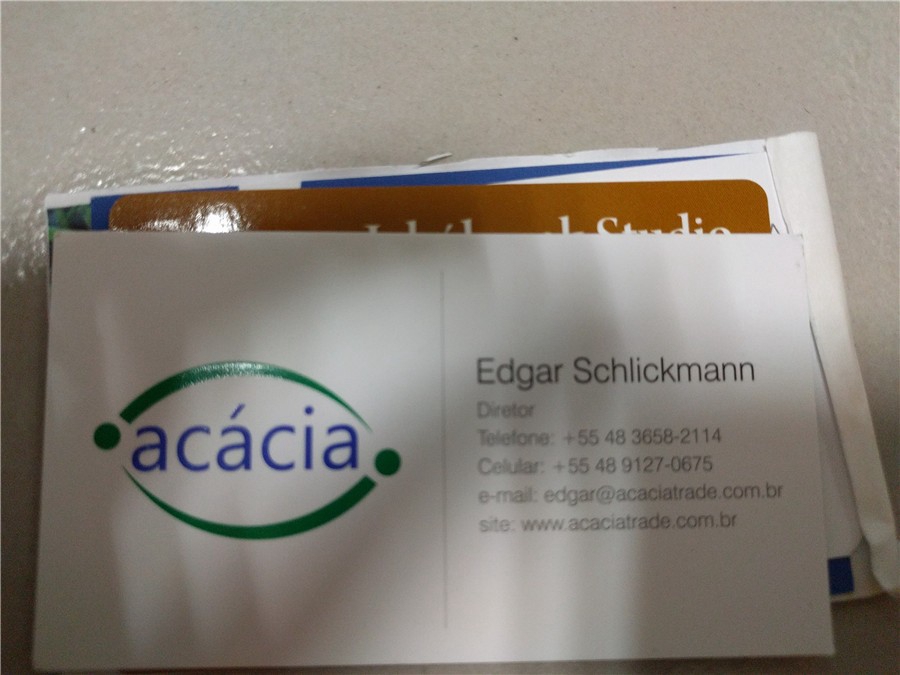 Studio
acácia
Edgar Schlickmann
Diretor
Telefone: +55 48 3658-2114
Celular: +55 48 9127-0675
e-mail: edgar@acaciatrade.com.br
site: www.acaciatrade.com.br